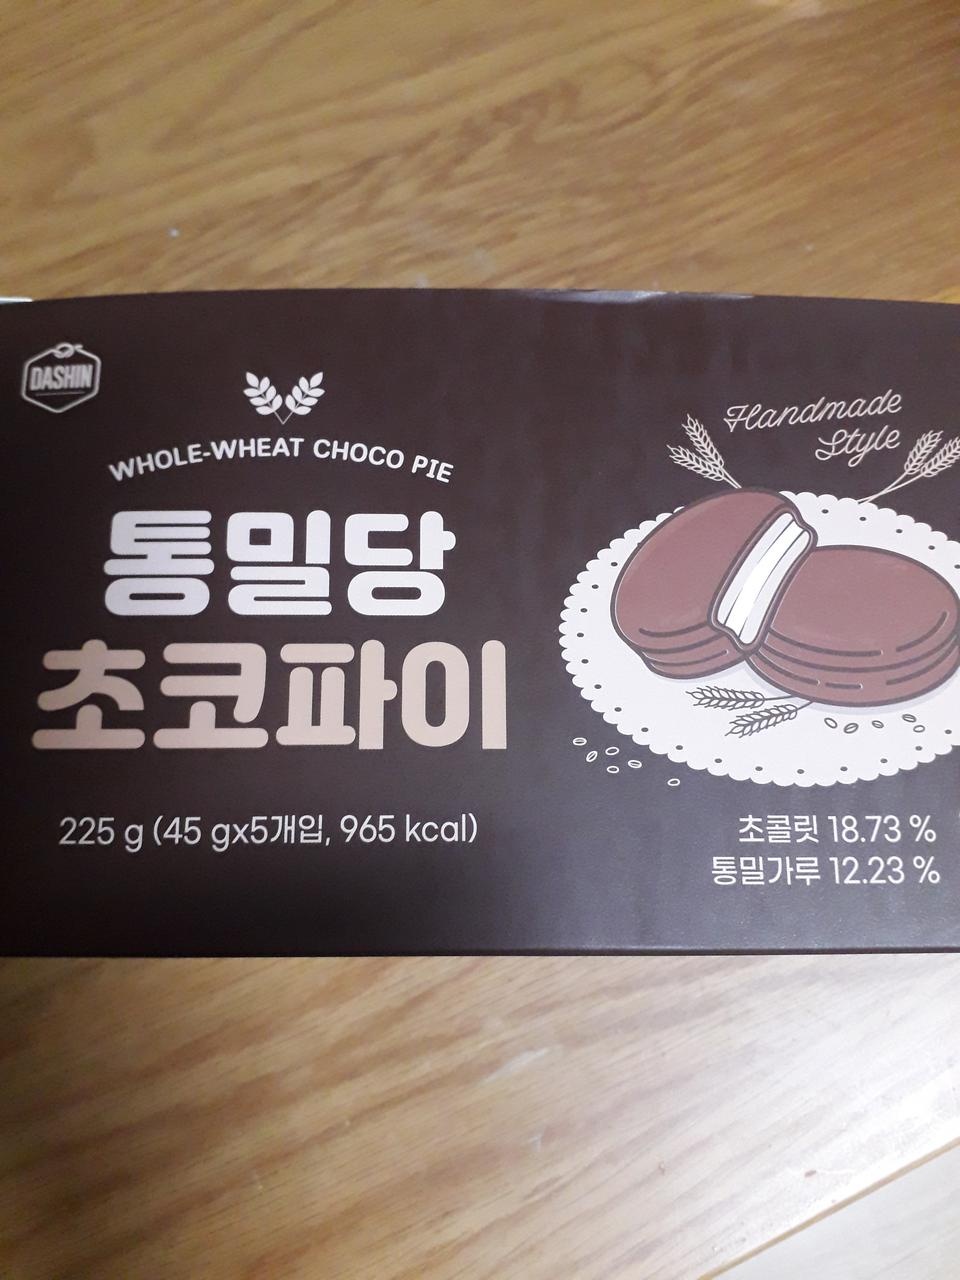 DASHIN
WHOLE-WHEAT CHOCO PIE
통밀당
초코파이
225 g (45 gx5개입, 965 kcal)
Handmade
Style
초콜릿 18.73 %
통밀가루 12.23 %